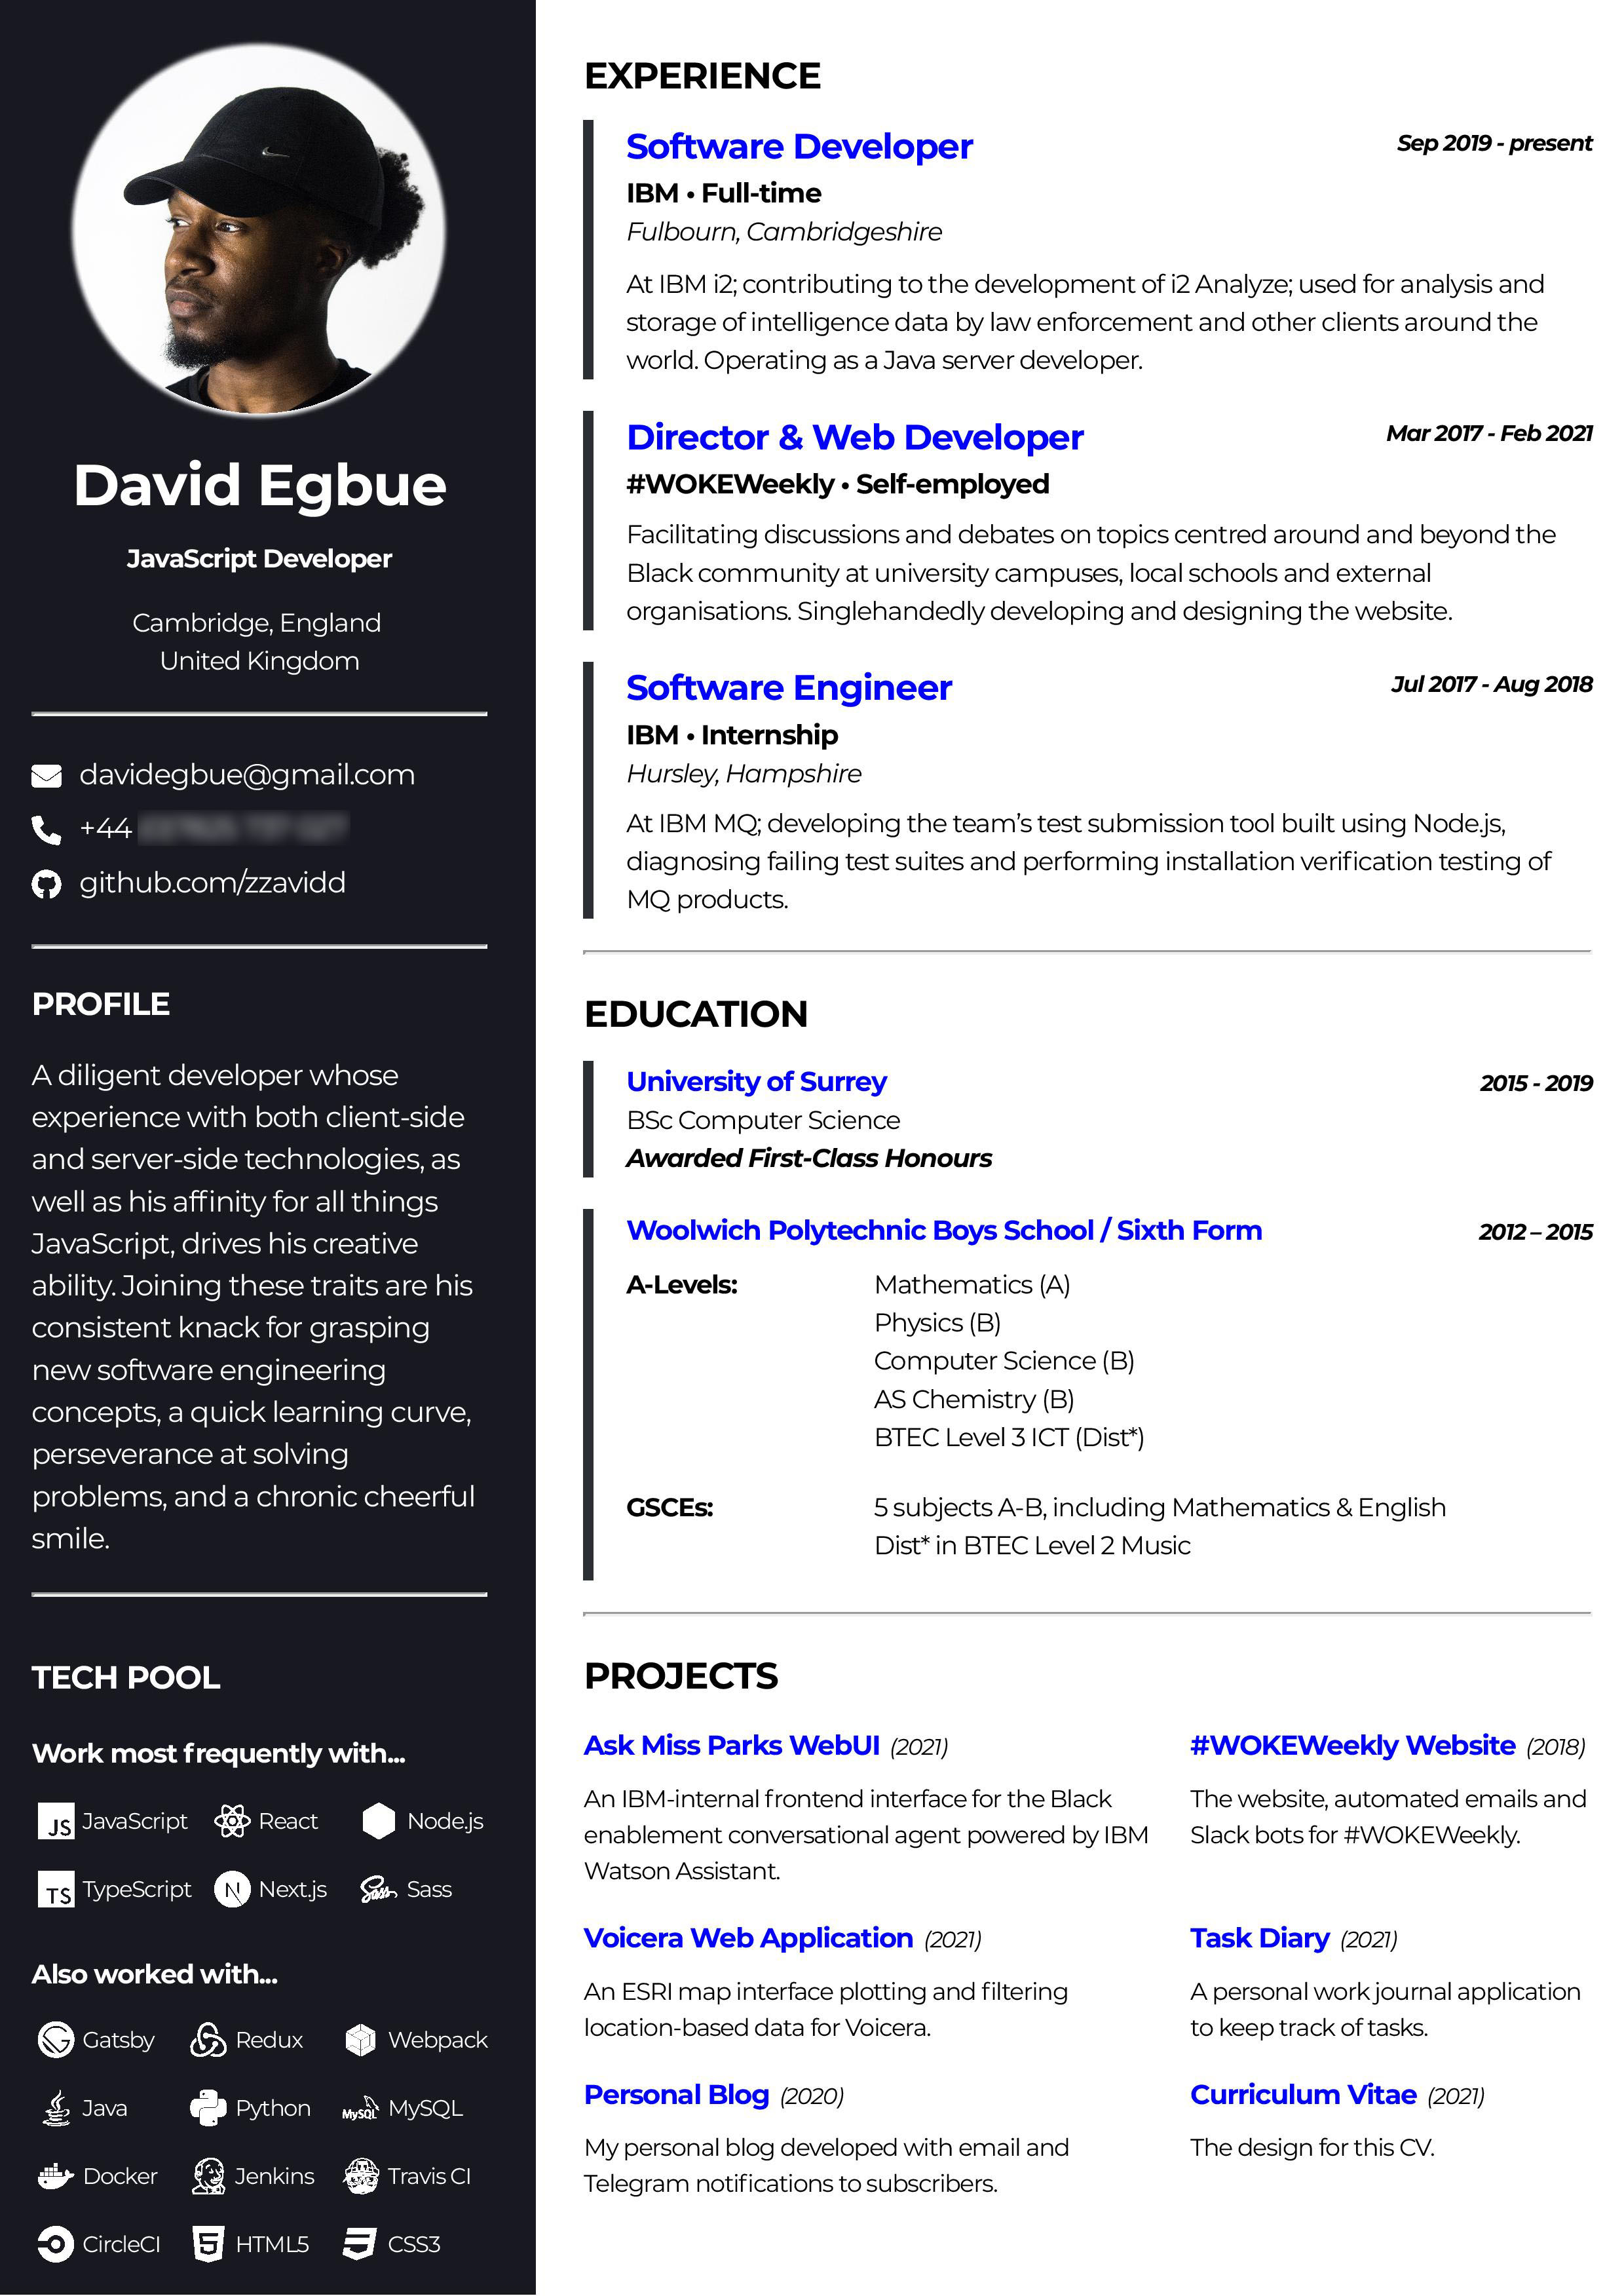 David Egbue
JavaScript Developer
Cambridge, England
United Kingdom
davidegbue@gmail.com
+44
github.com/zzavidd
PROFILE
A diligent developer whose
experience with both client-side
and server-side technologies, as
well as his affinity for all things
JavaScript, drives his creative
ability. Joining these traits are his
consistent knack for grasping
new software engineering
concepts, a quick learning curve,
perseverance at solving
problems, and a chronic cheerful
smile.
TECH POOL
Work most frequently with...
JS JavaScript React Node.js
TS TypeScript N Next.js Sass Sass
Also worked with...
Gatsby Redux Webpack
Java Python MySQL MySQL
Docker Jenkins Travis CI
CircleCI 5 HTML5 CSS3
EXPERIENCE
Software Developer Sep 2019 - present
IBM • Full-time
Fulbourn, Cambridgeshire
At IBM i2; contributing to the development of i2 Analyze; used for analysis and
storage of intelligence data by law enforcement and other clients around the
world. Operating as a Java server developer.
Director & Web Developer Mar 2017 - Feb 2021
#WOKEWeekly • Self-employed
Facilitating discussions and debates on topics centred around and beyond the
Black community at university campuses, local schools and external
organisations. Singlehandedly developing and designing the website.
Software Engineer Jul 2017 - Aug 2018
IBM • Internship
Hursley, Hampshire
At IBM MQ; developing the team's test submission tool built using Node.js,
diagnosing failing test suites and performing installation verification testing of
MQ products.
EDUCATION
University of Surrey 2015 - 2019
BSc Computer Science
Awarded First-Class Honours
Woolwich Polytechnic Boys School / Sixth Form 2012 – 2015
A-Levels: Mathematics (A)
Physics (B)
Computer Science (B)
AS Chemistry (B)
BTEC Level 3 ICT (Dist*)
GSCEs: 5 subjects A-B, including Mathematics & English
Dist* in BTEC Level 2 Music
PROJECTS
Ask Miss Parks WebUI (2021)
An IBM-internal frontend interface for the Black
enablement conversational agent powered by IBM
Watson Assistant.
#WOKEWeekly Website (2018)
The website, automated emails and
Slack bots for #WOKEWeekly.
Voicera Web Application (2021)
An ESRI map interface plotting and filtering
location-based data for Voicera.
Task Diary (2021)
A personal work journal application
to keep track of tasks.
Personal Blog (2020)
My personal blog developed with email and
Telegram notifications to subscribers.
Curriculum Vitae (2021)
The design for this CV.